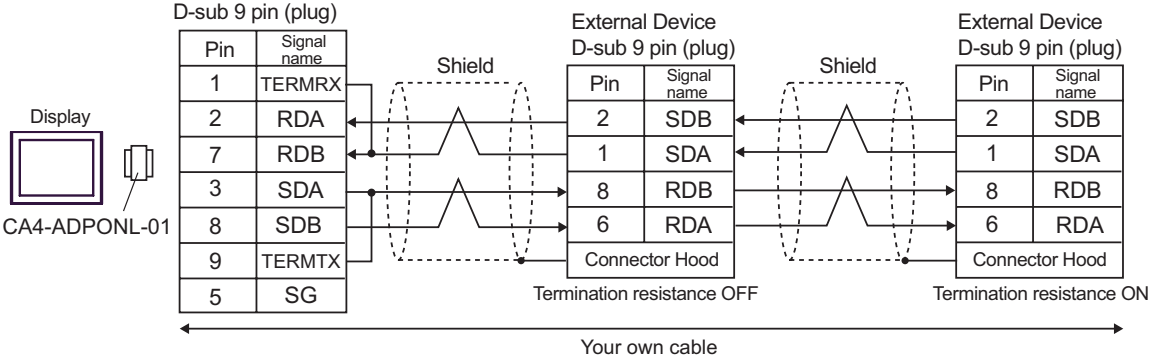 D-sub 9 pin (plug)
Pin Signal name
1 TERMRX
2 RDA
7 RDB
3 SDA
8 SDB
9 TERMTX
5 SG
Display
CA4-ADPONL-01
Shield
External Device
D-sub 9 pin (plug)
Pin Signal name
2 SDB
1 SDA
8 RDB
6 RDA
Connector Hood
Termination resistance OFF
Shield
External Device
D-sub 9 pin (plug)
Pin Signal name
2 SDB
1 SDA
8 RDB
6 RDA
Connector Hood
Termination resistance ON
Your own cable